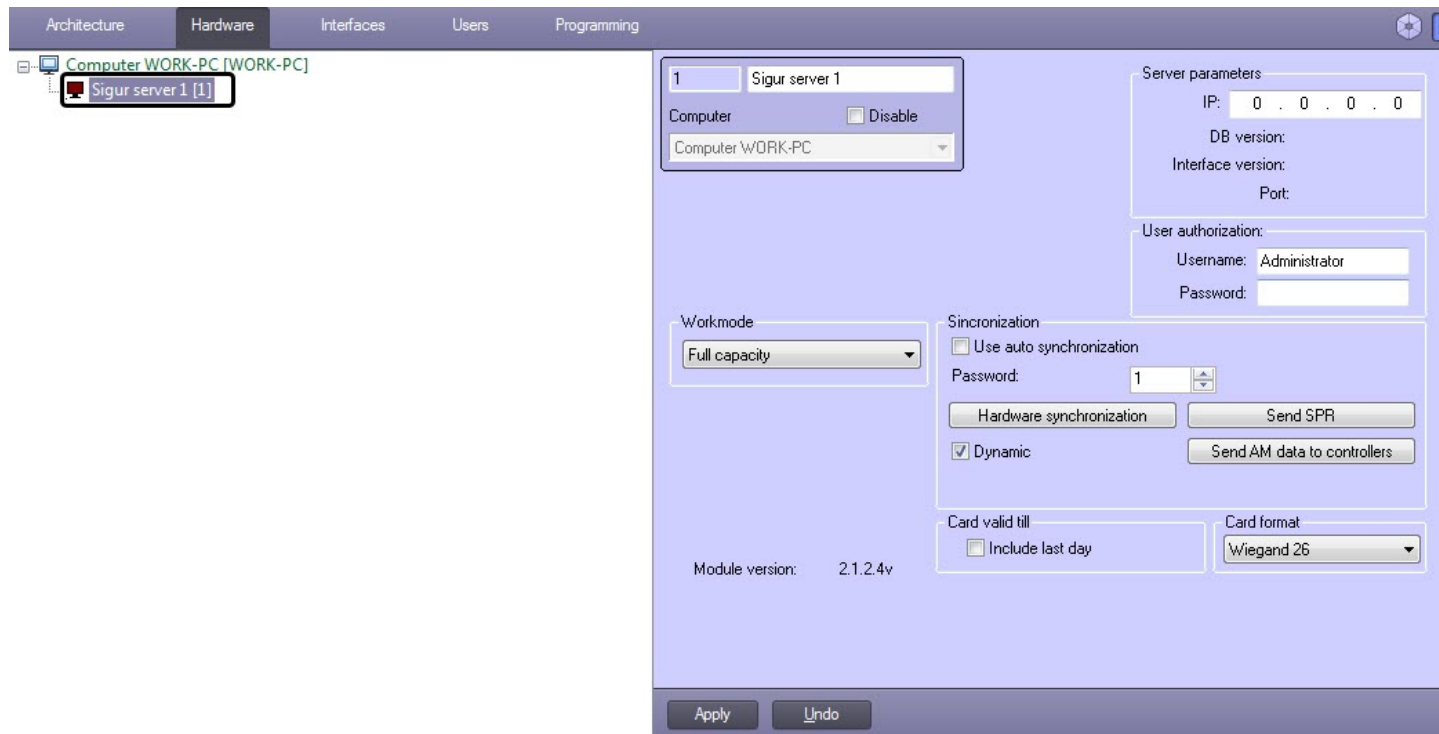 Architecture Hardware Interfaces Users Programming
Computer WORK-PC [WORK-PC]
Sigur server 1 [1]
1 Sigur server 1
Computer Disable
Computer WORK-PC
Server parameters
IP: 0 . 0 . 0 . 0
DB version:
Interface version:
Port:
User authorization:
Username: Administrator
Password:
Workmode
Full capacity
Sincronization
Use auto synchronization
Password: 1
Hardware synchronization Send SPR
Dynamic Send AM data to controllers
Card valid till
Include last day
Card format
Wiegand 26
Module version: 2.1.2.4v
Apply Undo